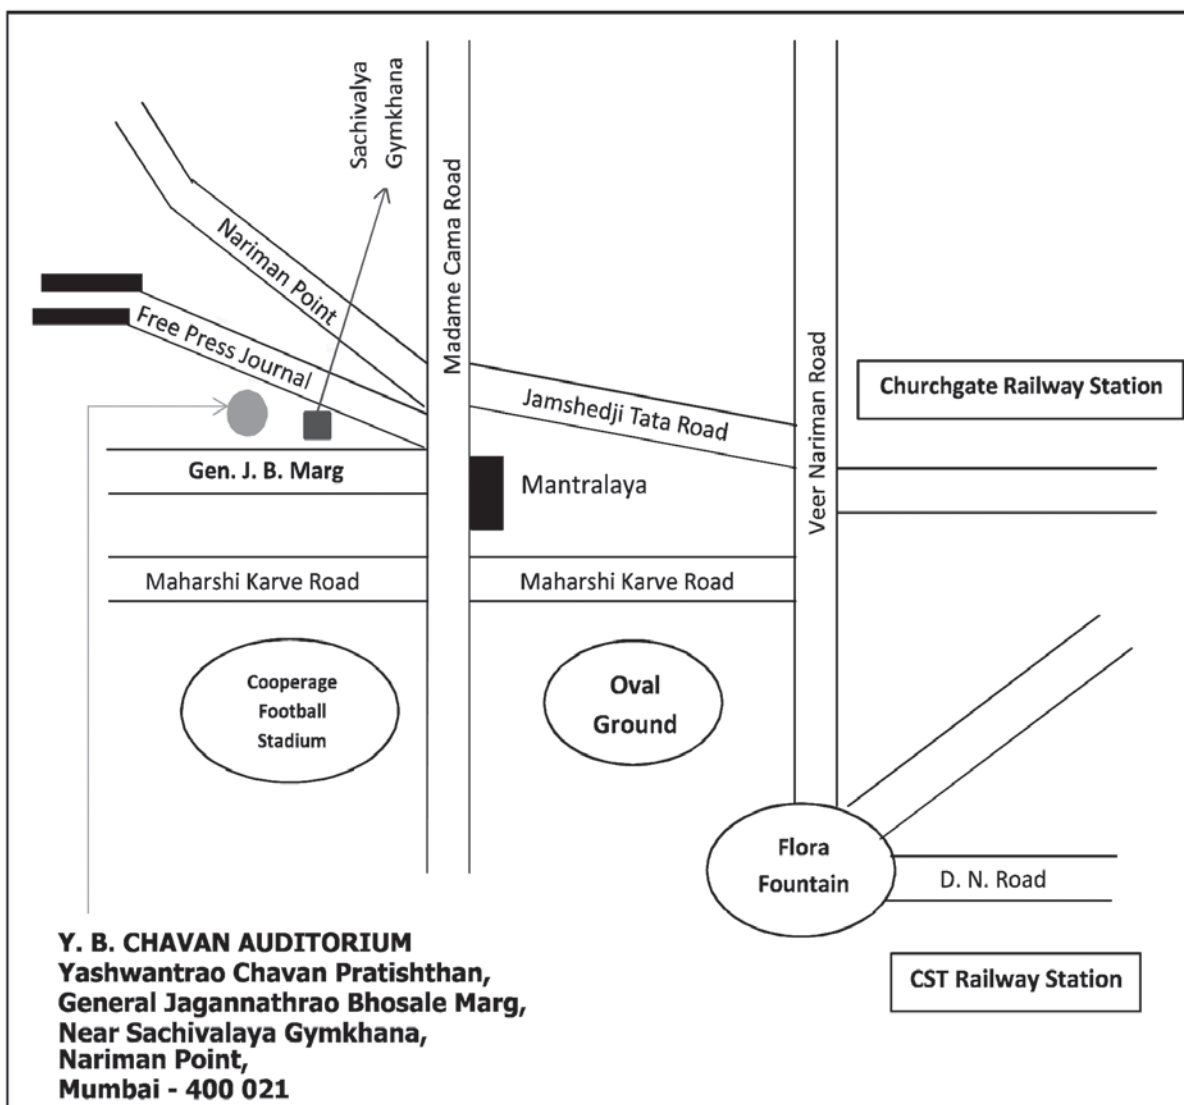 Sachivalya
Gymkhana
Madame Cama Road
Nariman Point
Free Press Journal
Jamshedji Tata Road
Veer Nariman Road
Churchgate Railway Station
Gen. J. B. Marg
Mantralaya
Maharshi Karve Road
Maharshi Karve Road
Cooperage
Football
Stadium
Oval
Ground
Flora
Fountain
D. N. Road
CST Railway Station
Y. B. CHAVAN AUDITORIUM
Yashwantrao Chavan Pratishthan,
General Jagannathrao Bhosale Marg,
Near Sachivalaya Gymkhana,
Nariman Point,
Mumbai - 400 021